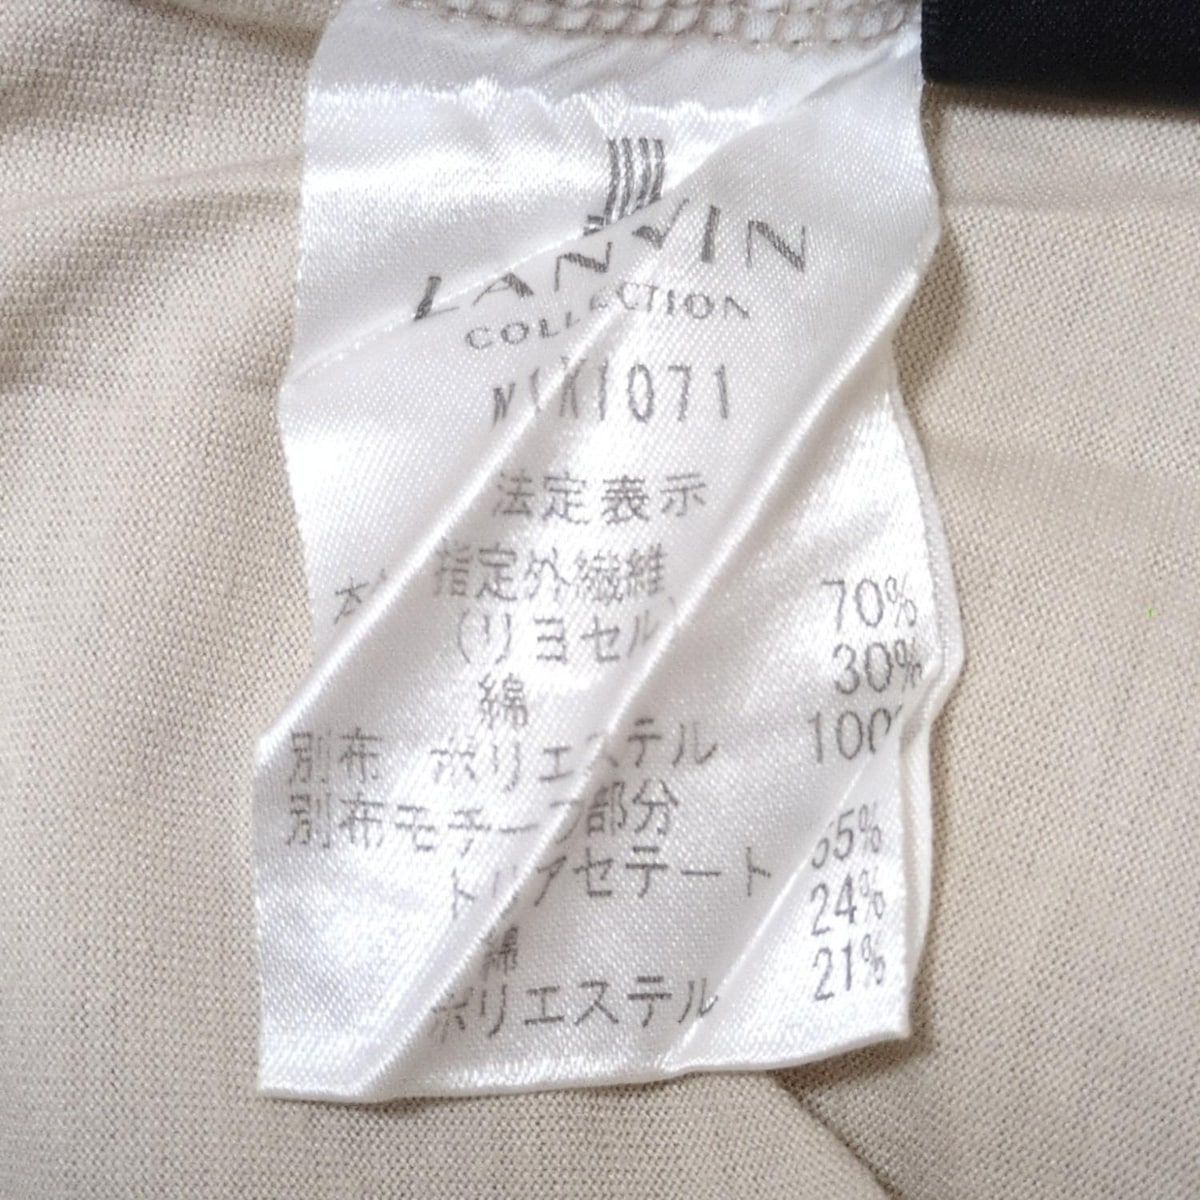 LANVIN
COLLECTION
法定表示
指定外繊維
(リヨセル) 70%
綿 30%
別布 ポリエステル
別布モチーフ部分
トリアセテート 55%
綿 24%
ポリエステル 21%